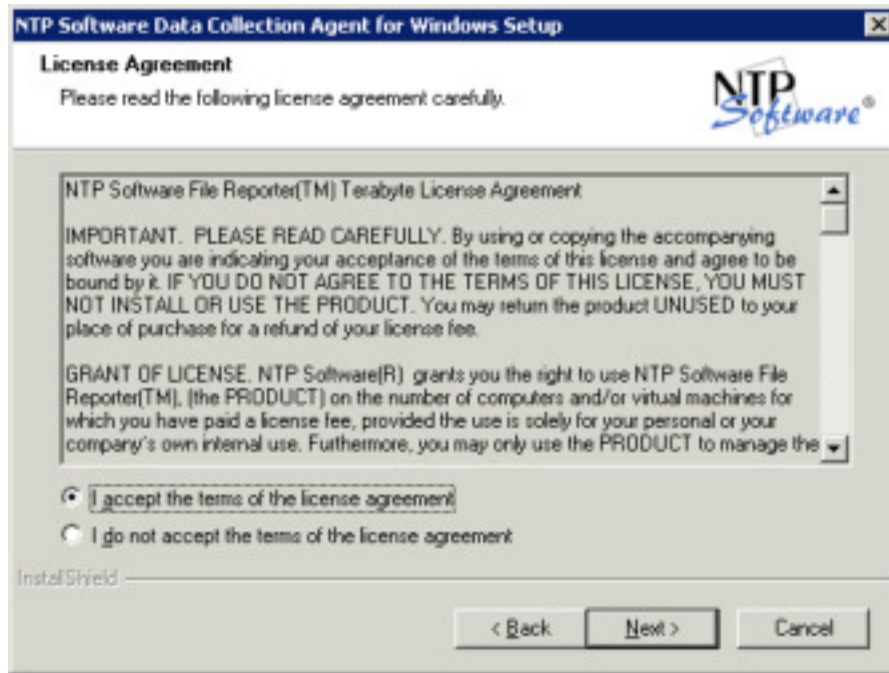 NTP Software Data Collection Agent for Windows Setup
License Agreement
Please read the following license agreement carefully.
NTP
Software®
NTP Software File Reporter(TM) Terabyte License Agreement
IMPORTANT.  PLEASE READ CAREFULLY. By using or copying the accompanying
software you are indicating your acceptance of the terms of this license and agree to be
bound by it. IF YOU DO NOT AGREE TO THE TERMS OF THIS LICENSE, YOU MUST
NOT INSTALL OR USE THE PRODUCT. You may return the product UNUSED to your
place of purchase for a refund of your license fee.
GRANT OF LICENSE. NTP Software(R)  grants you the right to use NTP Software File
Reporter(TM), (the PRODUCT) on the number of computers and/or virtual machines for
which you have paid a license fee, provided the use is solely for your personal or your
company's own internal use. Furthermore, you may only use the PRODUCT to manage the
I accept the terms of the license agreement
I do not accept the terms of the license agreement
InstallShield
< Back
Next >
Cancel